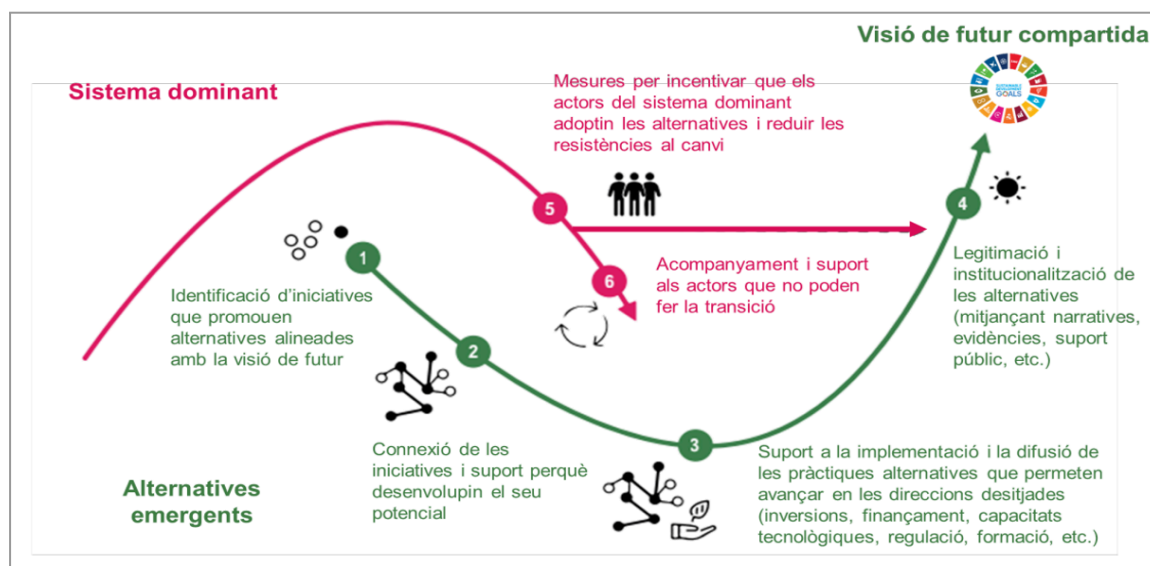 Visió de futur compartida
Sistema dominant
SUSTAINABLE
DEVELOPMENT
GOALS
Mesures per incentivar que els
actors del sistema dominant
adoptin les alternatives i reduir les
resistències al canvi
5
4
1
6
Identificació d'iniciatives
que promouen
alternatives alineades
amb la visió de futur
Acompanyament i suport
als actors que no poden
fer la transició
Legitimació i
institucionalització de
les alternatives
(mitjançant narratives,
evidències, suport
públic, etc.)
2
3
Connexió de les
iniciatives i suport perquè
desenvolupin el seu
potencial
Alternatives
emergents
Suport a la implementació i la difusió de
les pràctiques alternatives que permeten
avançar en les direccions desitjades
(inversions, finançament, capacitats
tecnològiques, regulació, formació, etc.)